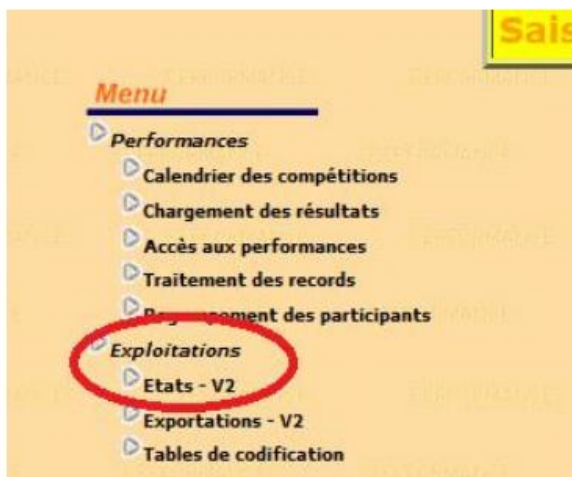 Sais
Menu
Performances
Calendrier des compétitions
Chargement des résultats
Accès aux performances
Traitement des records
Regroupement des participants
Exploitations
Etats - V2
Exportations - V2
Tables de codification